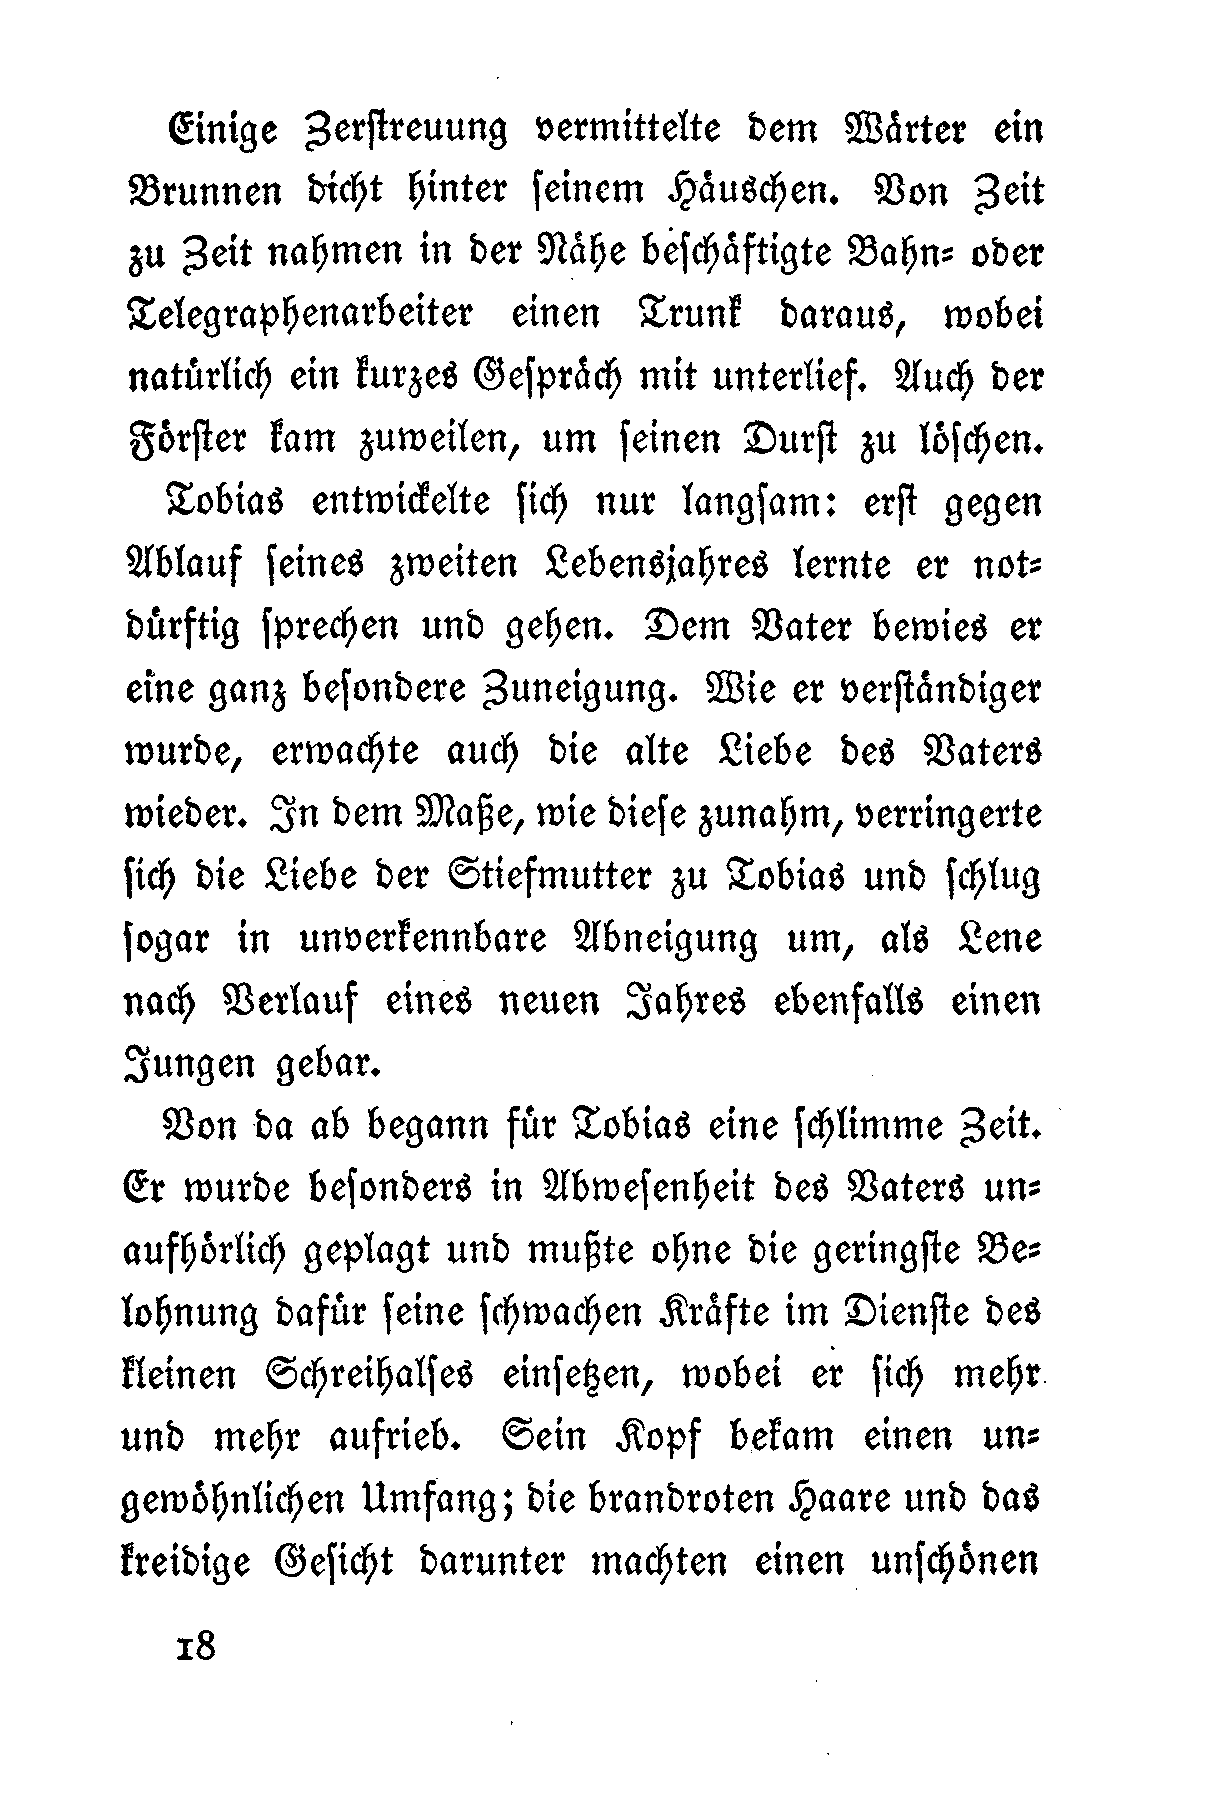 Einige Zerſtreuung vermittelte dem Wärter ein
Brunnen dicht hinter ſeinem Häuschen. Von Zeit
zu Zeit nahmen in der Nähe beſchäftigte Bahn⸗ oder
Telegraphenarbeiter einen Trunk daraus, wobei
natürlich ein kurzes Geſpräch mit unterlief. Auch der
Förſter kam zuweilen, um ſeinen Durſt zu löſchen.
Tobias entwickelte ſich nur langſam: erſt gegen
Ablauf ſeines zweiten Lebensjahres lernte er not⸗
dürftig ſprechen und gehen. Dem Vater bewies er
eine ganz beſondere Zuneigung. Wie er verſtändiger
wurde, erwachte auch die alte Liebe des Vaters
wieder. In dem Maße, wie dieſe zunahm, verringerte
ſich die Liebe der Stiefmutter zu Tobias und ſchlug
ſogar in unverkennbare Abneigung um, als Lene
nach Verlauf eines neuen Jahres ebenfalls einen
Jungen gebar.
Von da ab begann für Tobias eine ſchlimme Zeit.
Er wurde beſonders in Abweſenheit des Vaters un⸗
aufhörlich geplagt und mußte ohne die geringſte Be⸗
lohnung dafür ſeine ſchwachen Kräfte im Dienſte des
kleinen Schreihalſes einſetzen, wobei er ſich mehr
und mehr aufrieb. Sein Kopf bekam einen un⸗
gewöhnlichen Umfang; die brandroten Haare und das
kreidige Geſicht darunter machten einen unſchönen
18